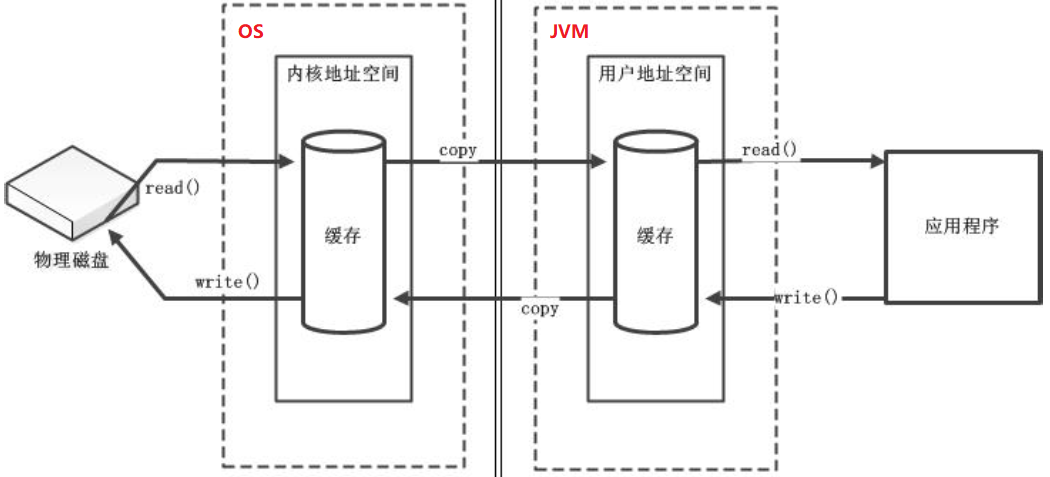 OS
JVM
内核地址空间
用户地址空间
copy
read()
read()
缓存
缓存
应用程序
物理磁盘
write()
copy
write()